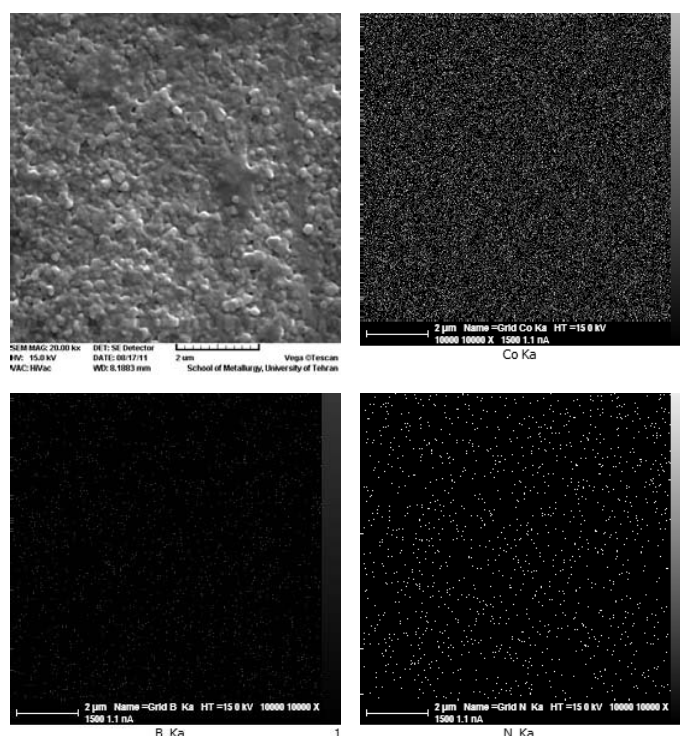 SEM MAG: 20.00 kx DET: SE Detector
HV: 15.0 kV DATE: 08/17/11 2 um Vega ©Tescan
VAC: HiVac WD: 8.1883 mm School of Metallurgy, University of Tehran
2 µm Name =Grid Co Ka HT =15 0 kV
10000 10000 X 1500 1.1 nA
Co Ka
2 µm Name =Grid B Ka HT =15 0 kV 10000 10000 X
1500 1.1 nA
B Ka 1
2 µm Name =Grid N Ka HT =15 0 kV 10000 10000 X
1500 1.1 nA
N Ka